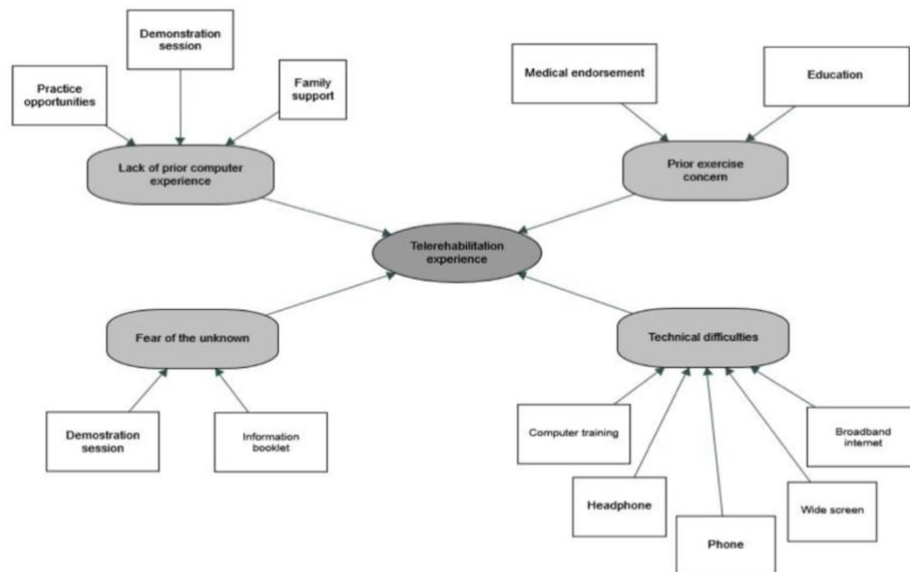 Demonstration
session
Practice
opportunities
Family
support
Medical endorsement
Education
Lack of prior computer
experience
Prior exercise
concern
Telerehabilitation
experience
Fear of the unknown
Technical difficulties
Demostration
session
Information
booklet
Computer training
Broadband
internet
Headphone
Wide screen
Phone